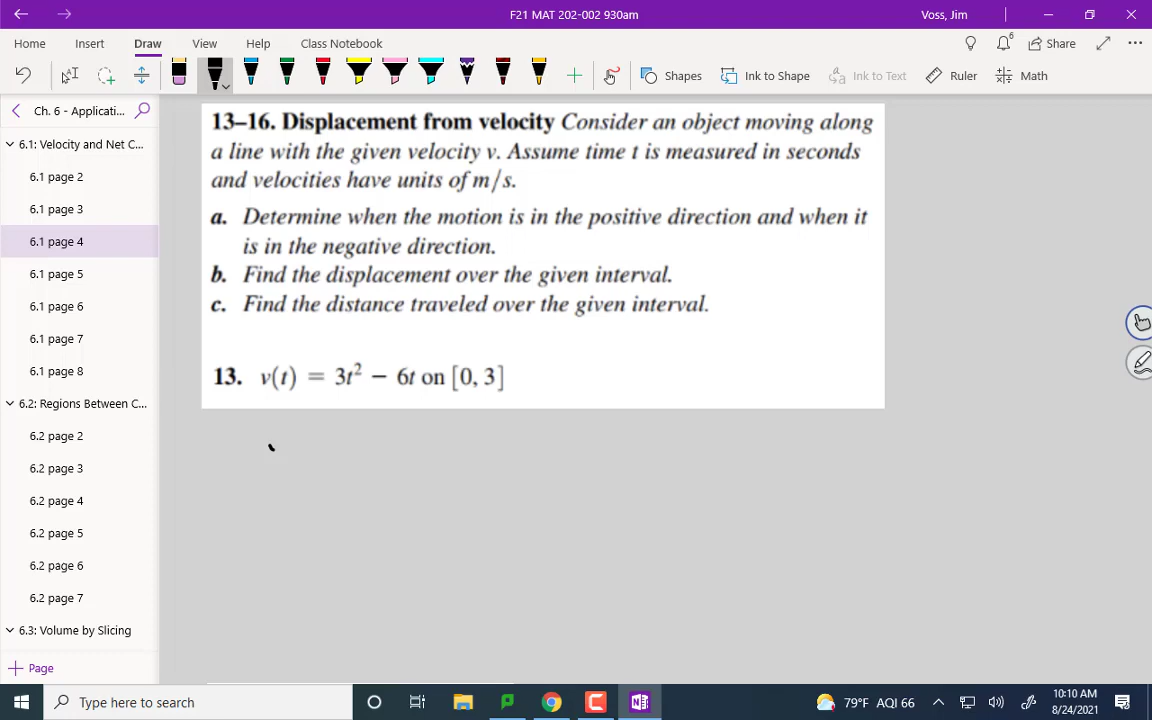 F21 MAT 202-002 930am
Voss, Jim
Home Insert Draw View Help Class Notebook
6
Share
Shapes Ink to Shape Ink to Text Ruler Math
Ch. 6 - Applicati...
6.1: Velocity and Net C...
6.1 page 2
6.1 page 3
6.1 page 4
6.1 page 5
6.1 page 6
6.1 page 7
6.1 page 8
6.2: Regions Between C...
6.2 page 2
6.2 page 3
6.2 page 4
6.2 page 5
6.2 page 6
6.2 page 7
6.3: Volume by Slicing
Page
13–16. Displacement from velocity Consider an object moving along
a line with the given velocity v. Assume time t is measured in seconds
and velocities have units of m/s.
a. Determine when the motion is in the positive direction and when it
is in the negative direction.
b. Find the displacement over the given interval.
c. Find the distance traveled over the given interval.
13. v(t) = 3t² − 6t on [0, 3]
Type here to search
79°F AQI 66
10:10 AM
8/24/2021